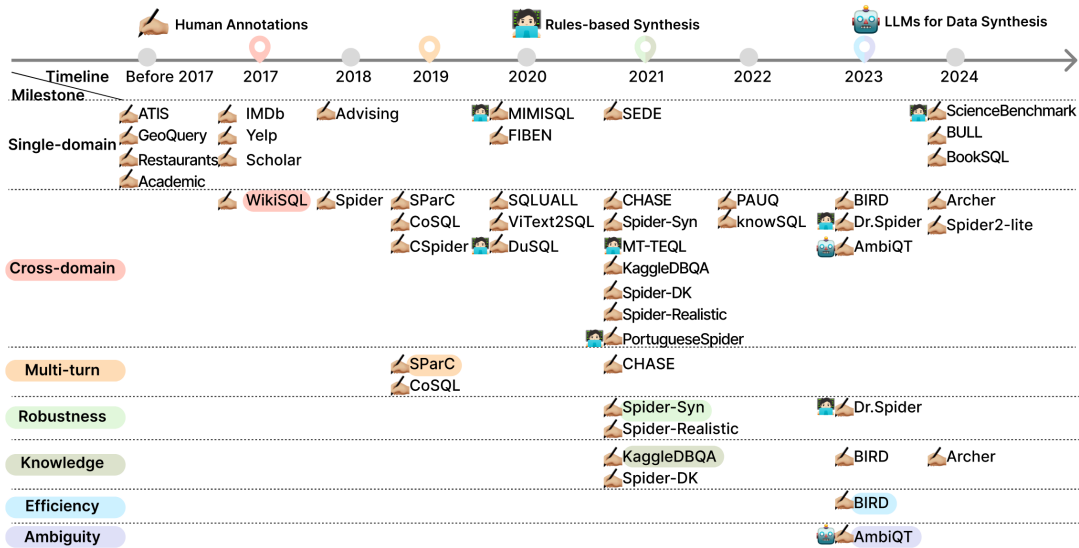 Human Annotations Rules-based Synthesis LLMs for Data Synthesis
Timeline Before 2017 2017 2018 2019 2020 2021 2022 2023 2024
Milestone
Single-domain
ATIS IMDb Advising MIMISQL SEDE ScienceBenchmark
GeoQuery Yelp FIBEN BULL
Restaurants Scholar BookSQL
Academic
Cross-domain
WikiSQL Spider SParC SQLUALL CHASE PAUQ BIRD Archer
CoSQL ViText2SQL Spider-Syn knowSQL Dr.Spider Spider2-lite
CSpider DuSQL MT-TEQL AmbiQT
KaggleDBQA
Spider-DK
Spider-Realistic
PortugueseSpider
Multi-turn
SParC CHASE
CoSQL
Robustness
Spider-Syn Dr.Spider
Spider-Realistic
Knowledge
KaggleDBQA BIRD Archer
Spider-DK
Efficiency BIRD
Ambiguity AmbiQT